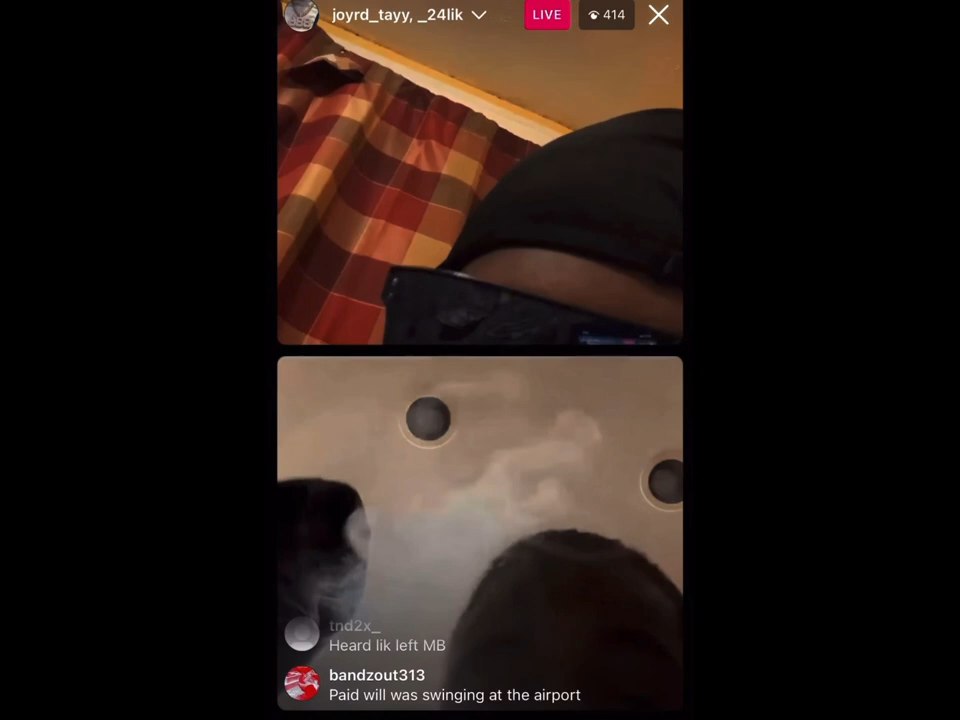 joyrd_tayy, _24lik
LIVE
414
tnd2x_
Heard lik left MB
bandzout313
Paid will was swinging at the airport